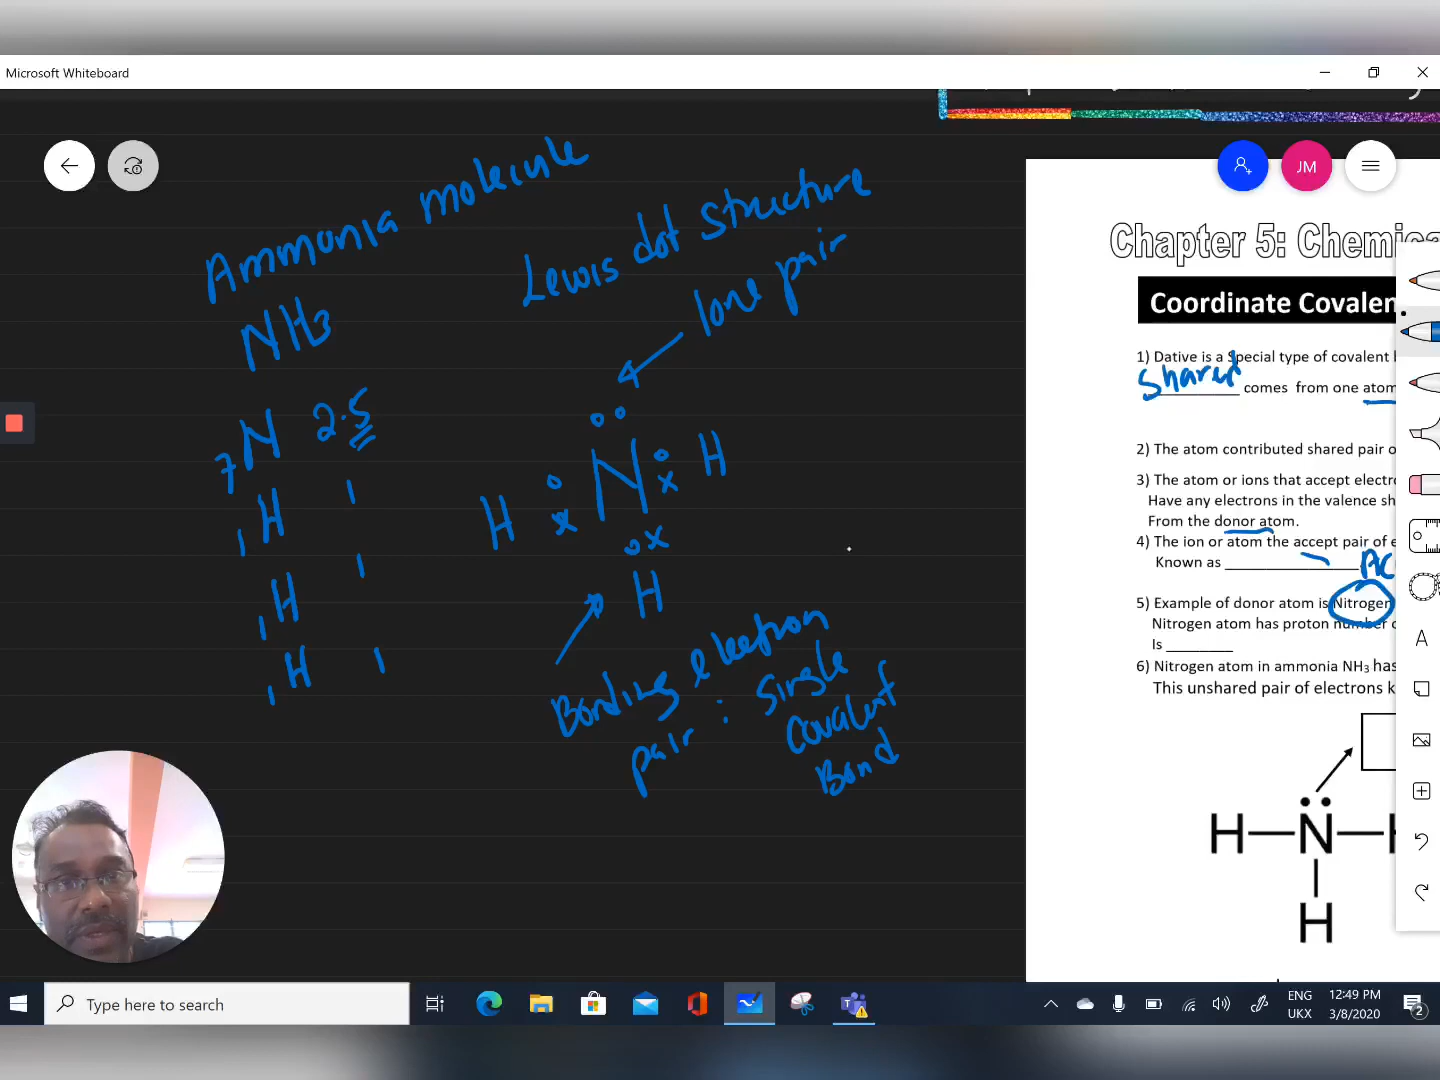 Microsoft Whiteboard
JM
Ammonia molecule
NH3
Lewis dot structure
lone pair
7N 2.5
1H 1
1H 1
1H 1
N
H
H
H
x
x
x
Bonding electron
pair : single
covalent
Bond
Chapter 5: Chemica
Coordinate Covalen
1) Dative is a Special type of covalent b
shared
________ comes from one atom
2) The atom contributed shared pair o
3) The atom or ions that accept electr
Have any electrons in the valence sh
From the donor atom.
4) The ion or atom the accept pair of e
Known as ________ Ac
5) Example of donor atom is Nitrogen
Nitrogen atom has proton number o
Is ________
6) Nitrogen atom in ammonia NH3 has
This unshared pair of electrons k
H—N—H
H
A
Type here to search
ENG
UKX
12:49 PM
3/8/2020
2